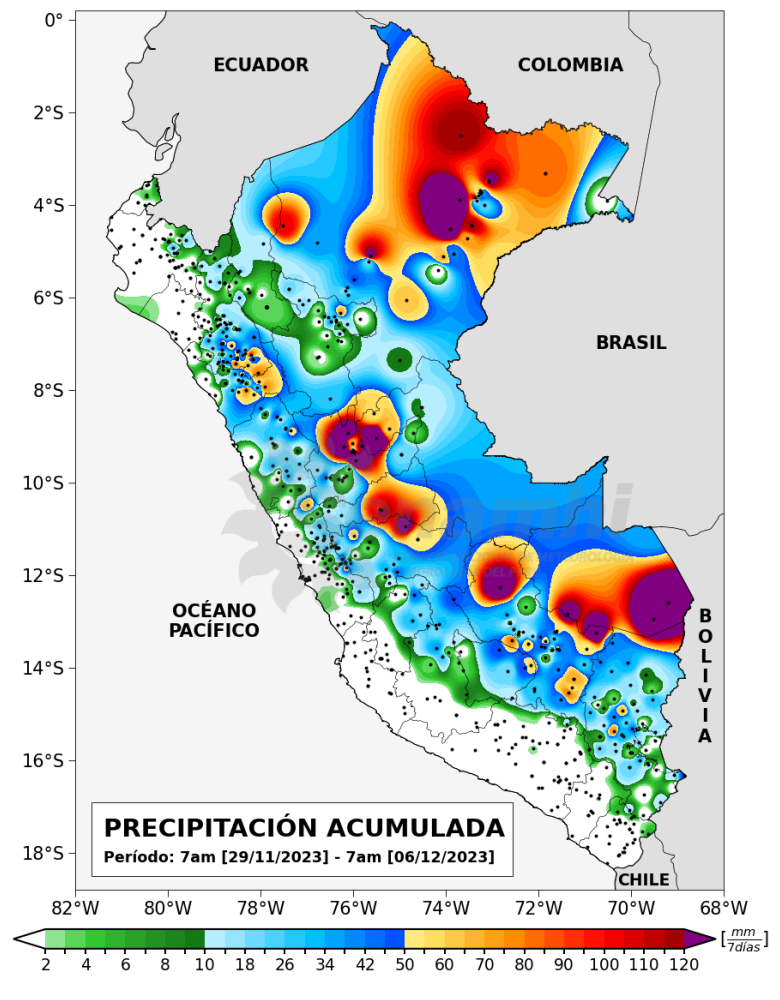 0°
ECUADOR
COLOMBIA
2°S
4°S
6°S
BRASIL
8°S
10°S
12°S
OCÉANO
PACÍFICO
BOLIVIA
14°S
16°S
PRECIPITACIÓN ACUMULADA
Período: 7am [29/11/2023] - 7am [06/12/2023]
18°S
CHILE
82°W 80°W 78°W 76°W 74°W 72°W 70°W 68°W
2 4 6 8 10 18 26 34 42 50 60 70 80 90 100 110 120
[mm/7días]